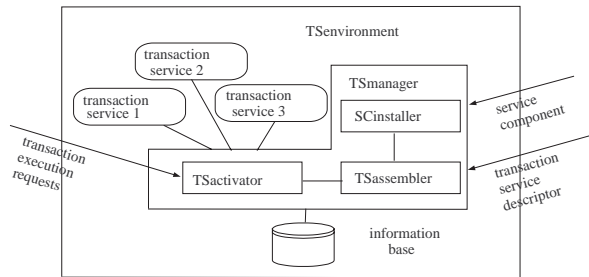 TSenvironment
transaction
service 2
transaction
service 1
transaction
service 3
TSmanager
SCinstaller
service
component
transaction
execution
requests
TSactivator
TSassembler
transaction
service
descriptor
information
base